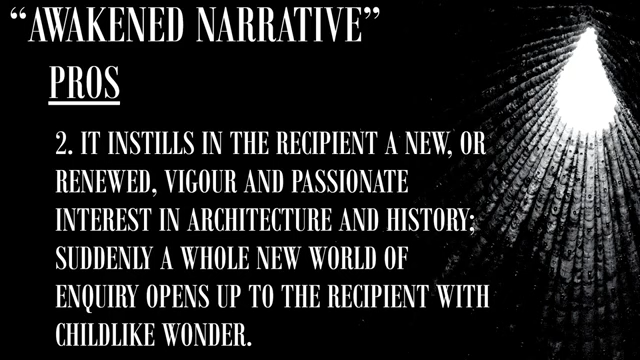 “AWAKENED NARRATIVE”
PROS
2. IT INSTILLS IN THE RECIPIENT A NEW, OR
RENEWED, VIGOUR AND PASSIONATE
INTEREST IN ARCHITECTURE AND HISTORY;
SUDDENLY A WHOLE NEW WORLD OF
ENQUIRY OPENS UP TO THE RECIPIENT WITH
CHILDLIKE WONDER.